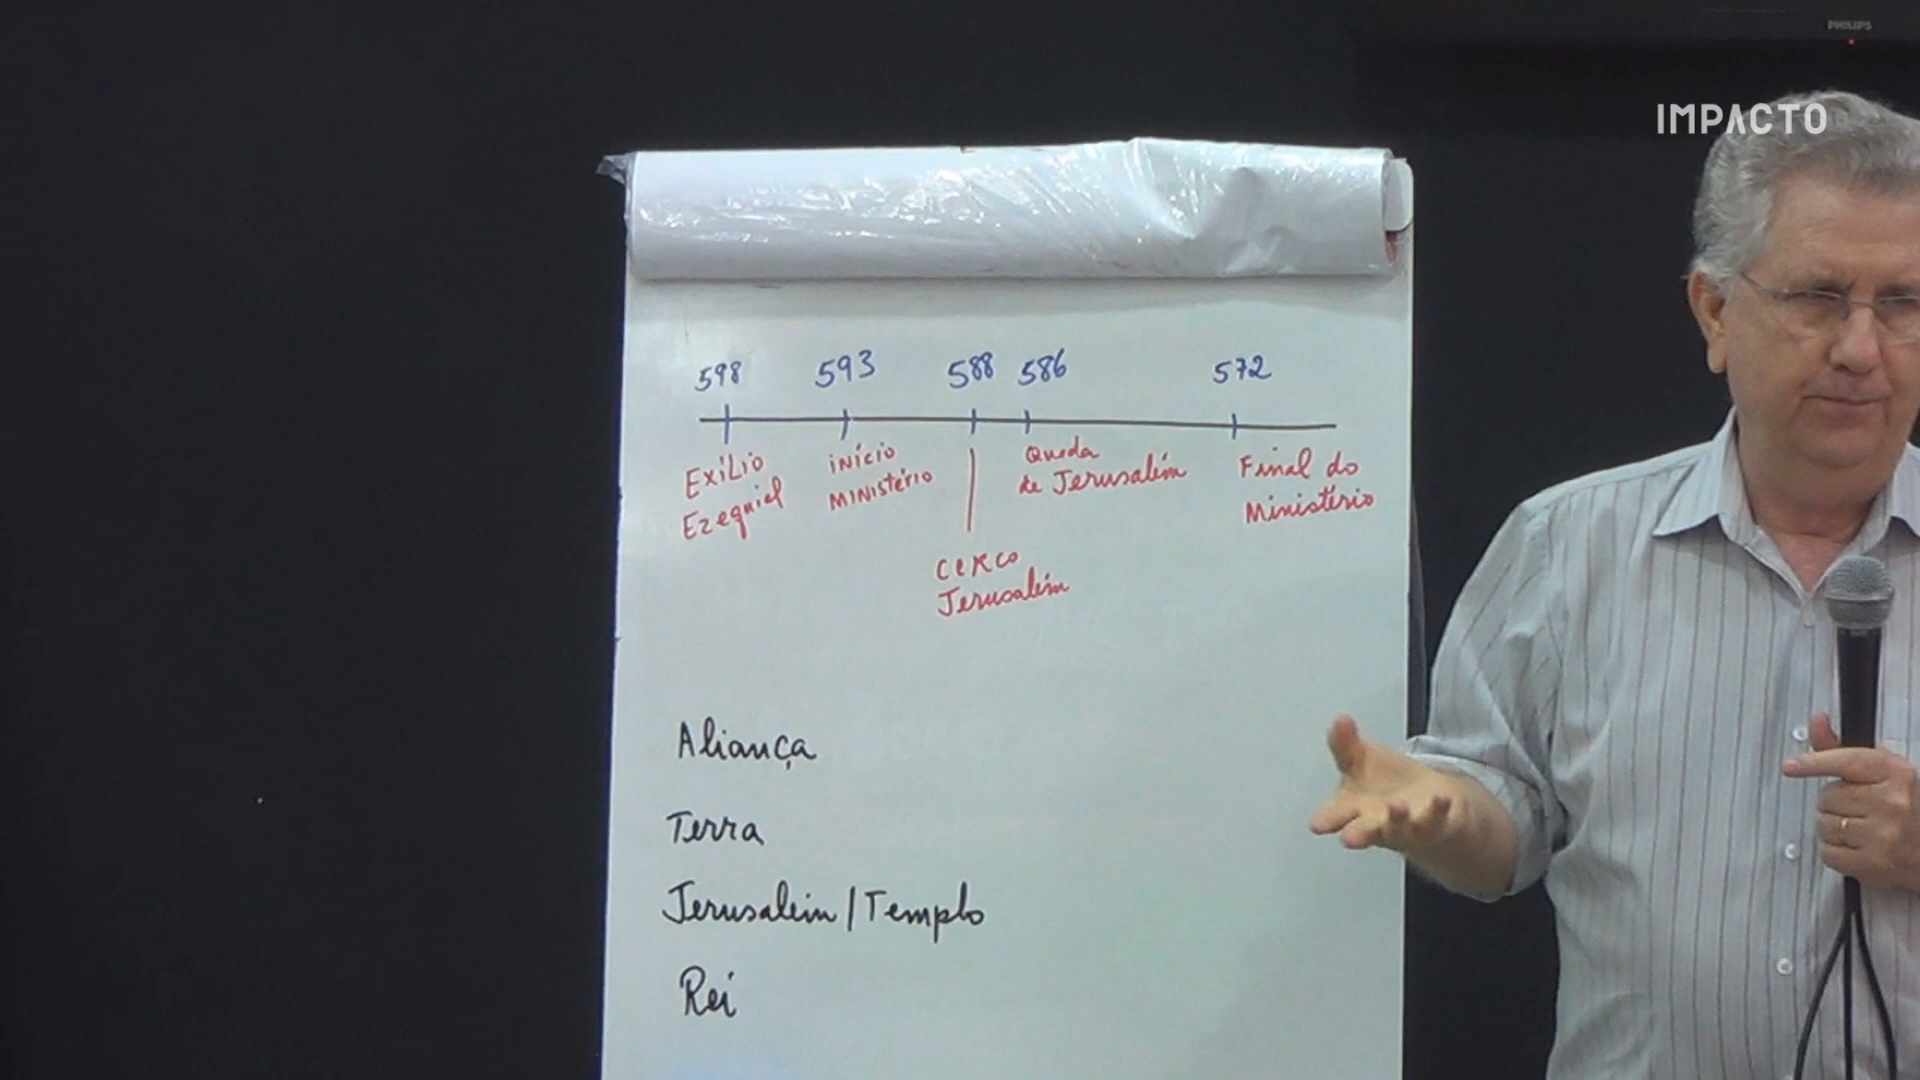 PHILIPS
IMPACTO
598 593 588 586 572
Exílio
Ezequiel
início
Ministério
cerco
Jerusalém
Queda
de Jerusalém
Final do
Ministério
Aliança
Terra
Jerusalém/Templo
Rei